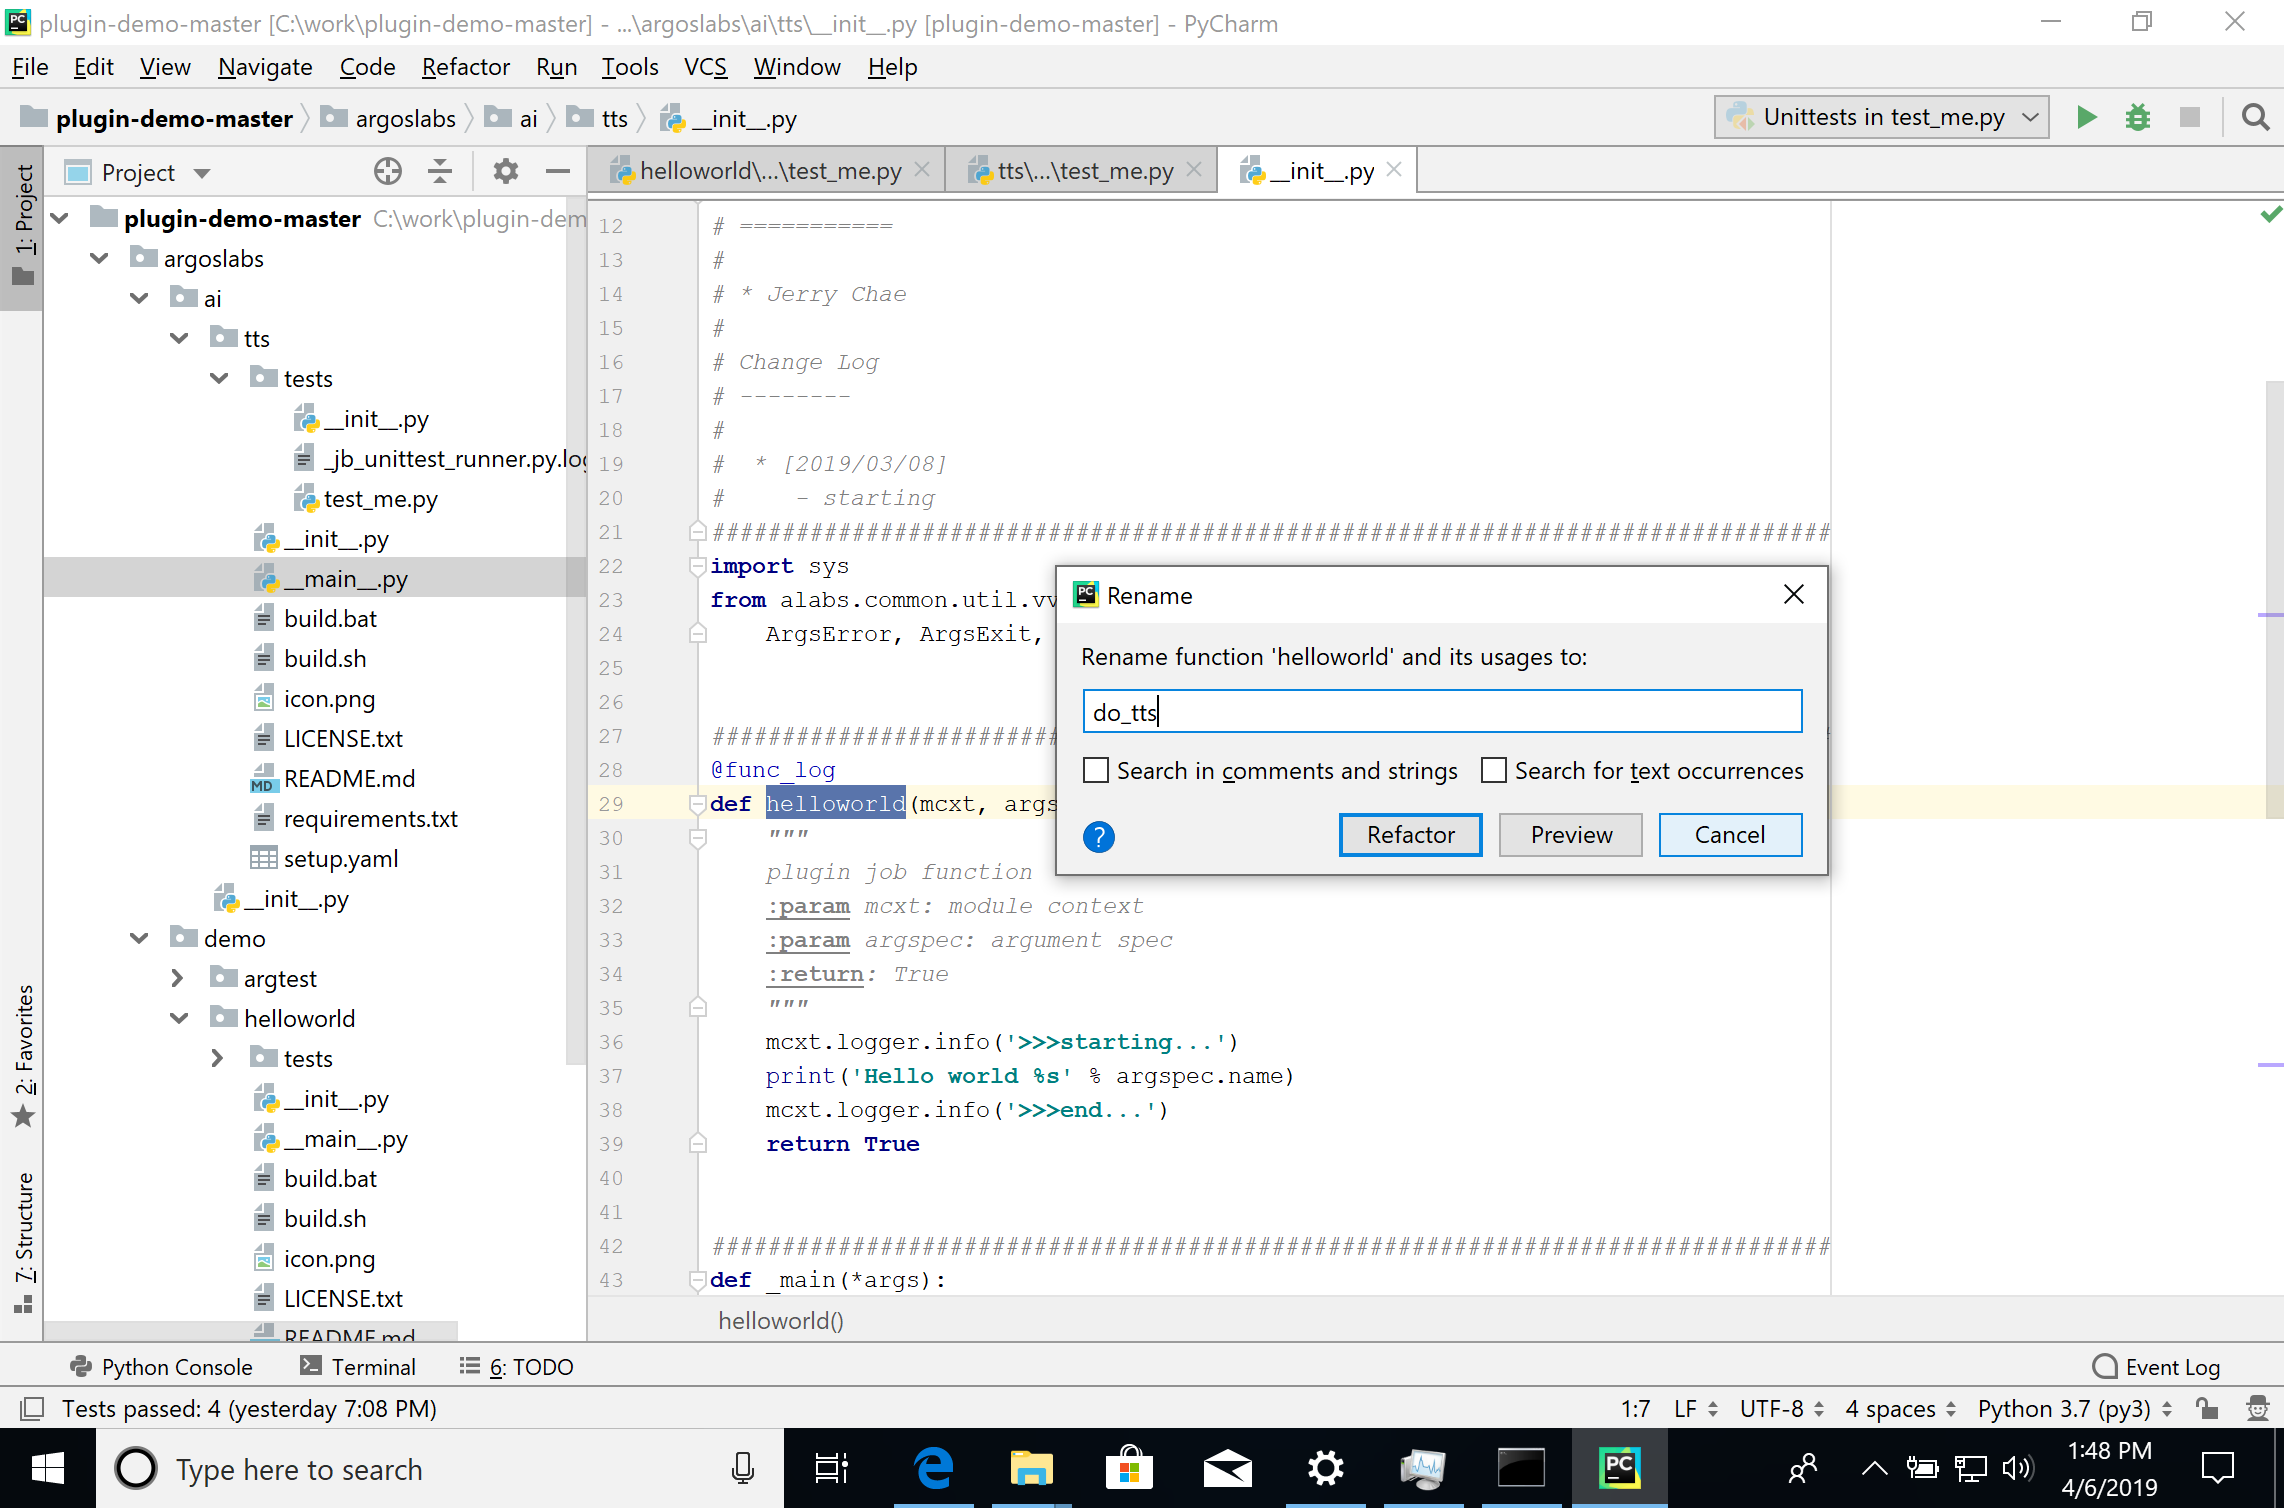 plugin-demo-master [C:\work\plugin-demo-master] - ...\argoslabs\ai\tts\__init__.py [plugin-demo-master] - PyCharm
File Edit View Navigate Code Refactor Run Tools VCS Window Help
plugin-demo-master argoslabs ai tts __init__.py Unittests in test_me.py
Project
helloworld\...\test_me.py
tts\...\test_me.py
__init__.py
1: Project
2: Favorites
7: Structure
plugin-demo-master C:\work\plugin-dem
argoslabs
ai
tts
tests
__init__.py
_jb_unittest_runner.py.log
test_me.py
__init__.py
__main__.py
build.bat
build.sh
icon.png
LICENSE.txt
README.md
requirements.txt
setup.yaml
__init__.py
demo
argtest
helloworld
tests
__init__.py
__main__.py
build.bat
build.sh
icon.png
LICENSE.txt
README.md
12 # ===========
13 #
14 # * Jerry Chae
15 #
16 # Change Log
17 # --------
18 #
19 #  * [2019/03/08]
20 #     - starting
21 ################################################################################
22 import sys
23 from alabs.common.util.vv
24     ArgsError, ArgsExit,
25
26
27 #########################
28 @func_log
29 def helloworld(mcxt, args
30     """
31     plugin job function
32     :param mcxt: module context
33     :param argspec: argument spec
34     :return: True
35     """
36     mcxt.logger.info('>>>starting...')
37     print('Hello world %s' % argspec.name)
38     mcxt.logger.info('>>>end...')
39     return True
40
41
42 ################################################################################
43 def _main(*args):
helloworld()
Rename
Rename function 'helloworld' and its usages to:
do_tts
Search in comments and strings Search for text occurrences
? Refactor Preview Cancel
Python Console Terminal 6: TODO Event Log
Tests passed: 4 (yesterday 7:08 PM) 1:7 LF UTF-8 4 spaces Python 3.7 (py3)
Type here to search
PC
1:48 PM
4/6/2019